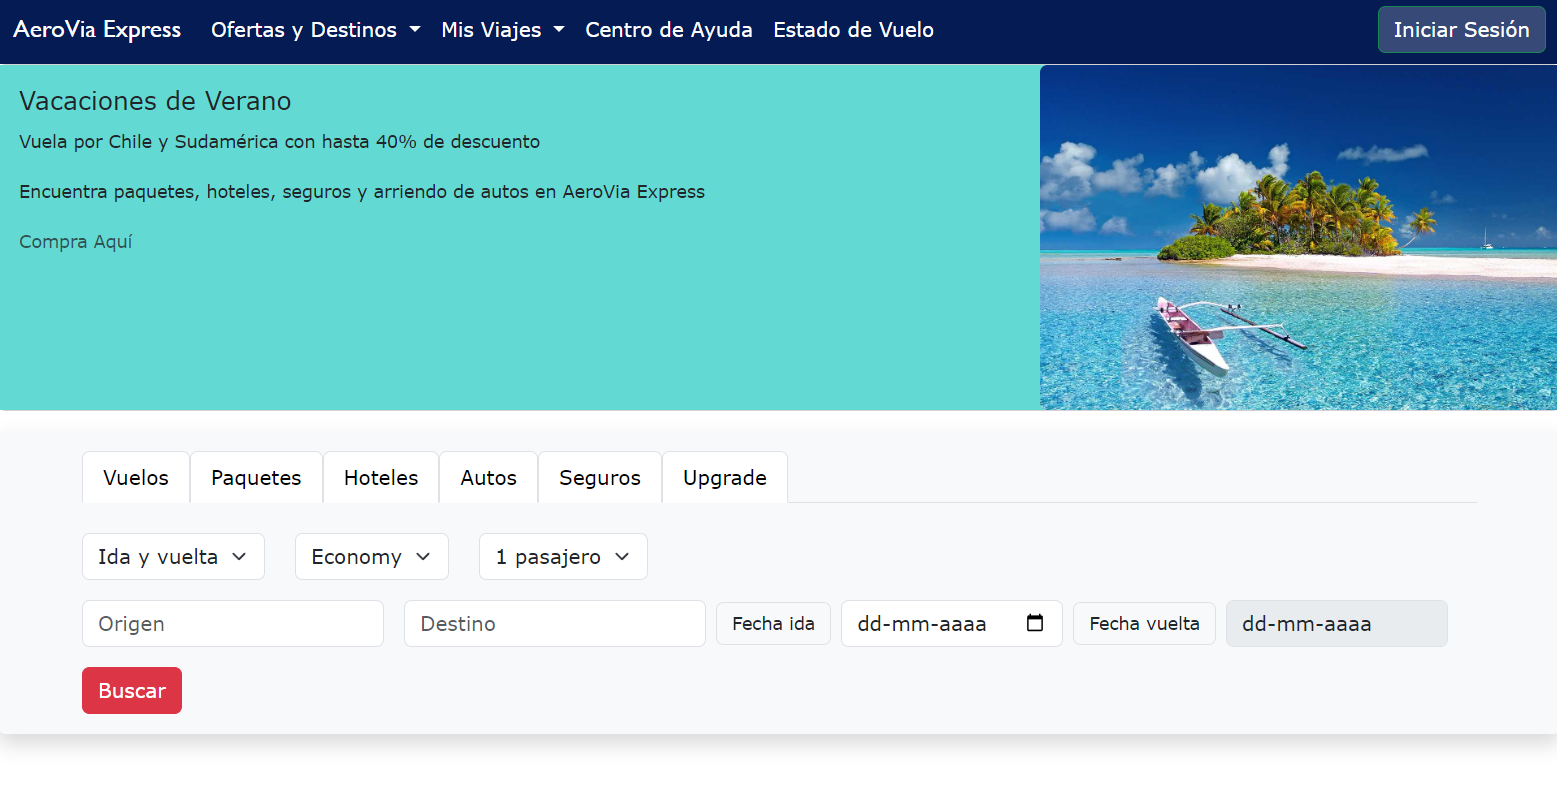 AeroVia Express Ofertas y Destinos Mis Viajes Centro de Ayuda Estado de Vuelo Iniciar Sesión
Vacaciones de Verano
Vuela por Chile y Sudamérica con hasta 40% de descuento
Encuentra paquetes, hoteles, seguros y arriendo de autos en AeroVia Express
Compra Aquí
Vuelos Paquetes Hoteles Autos Seguros Upgrade
Ida y vuelta Economy 1 pasajero
Origen Destino Fecha ida dd-mm-aaaa Fecha vuelta dd-mm-aaaa
Buscar